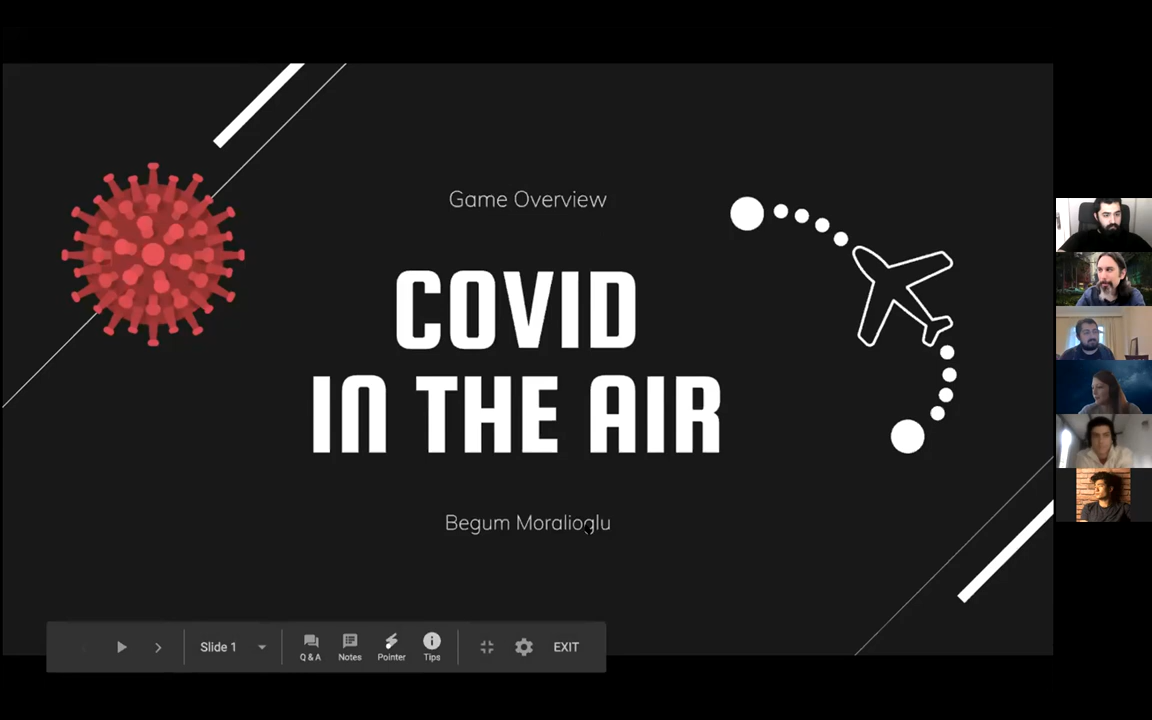 Game Overview
COVID
IN THE AIR
Begum Moralioglu
Slide 1
Q & A
Notes
Pointer
Tips
EXIT